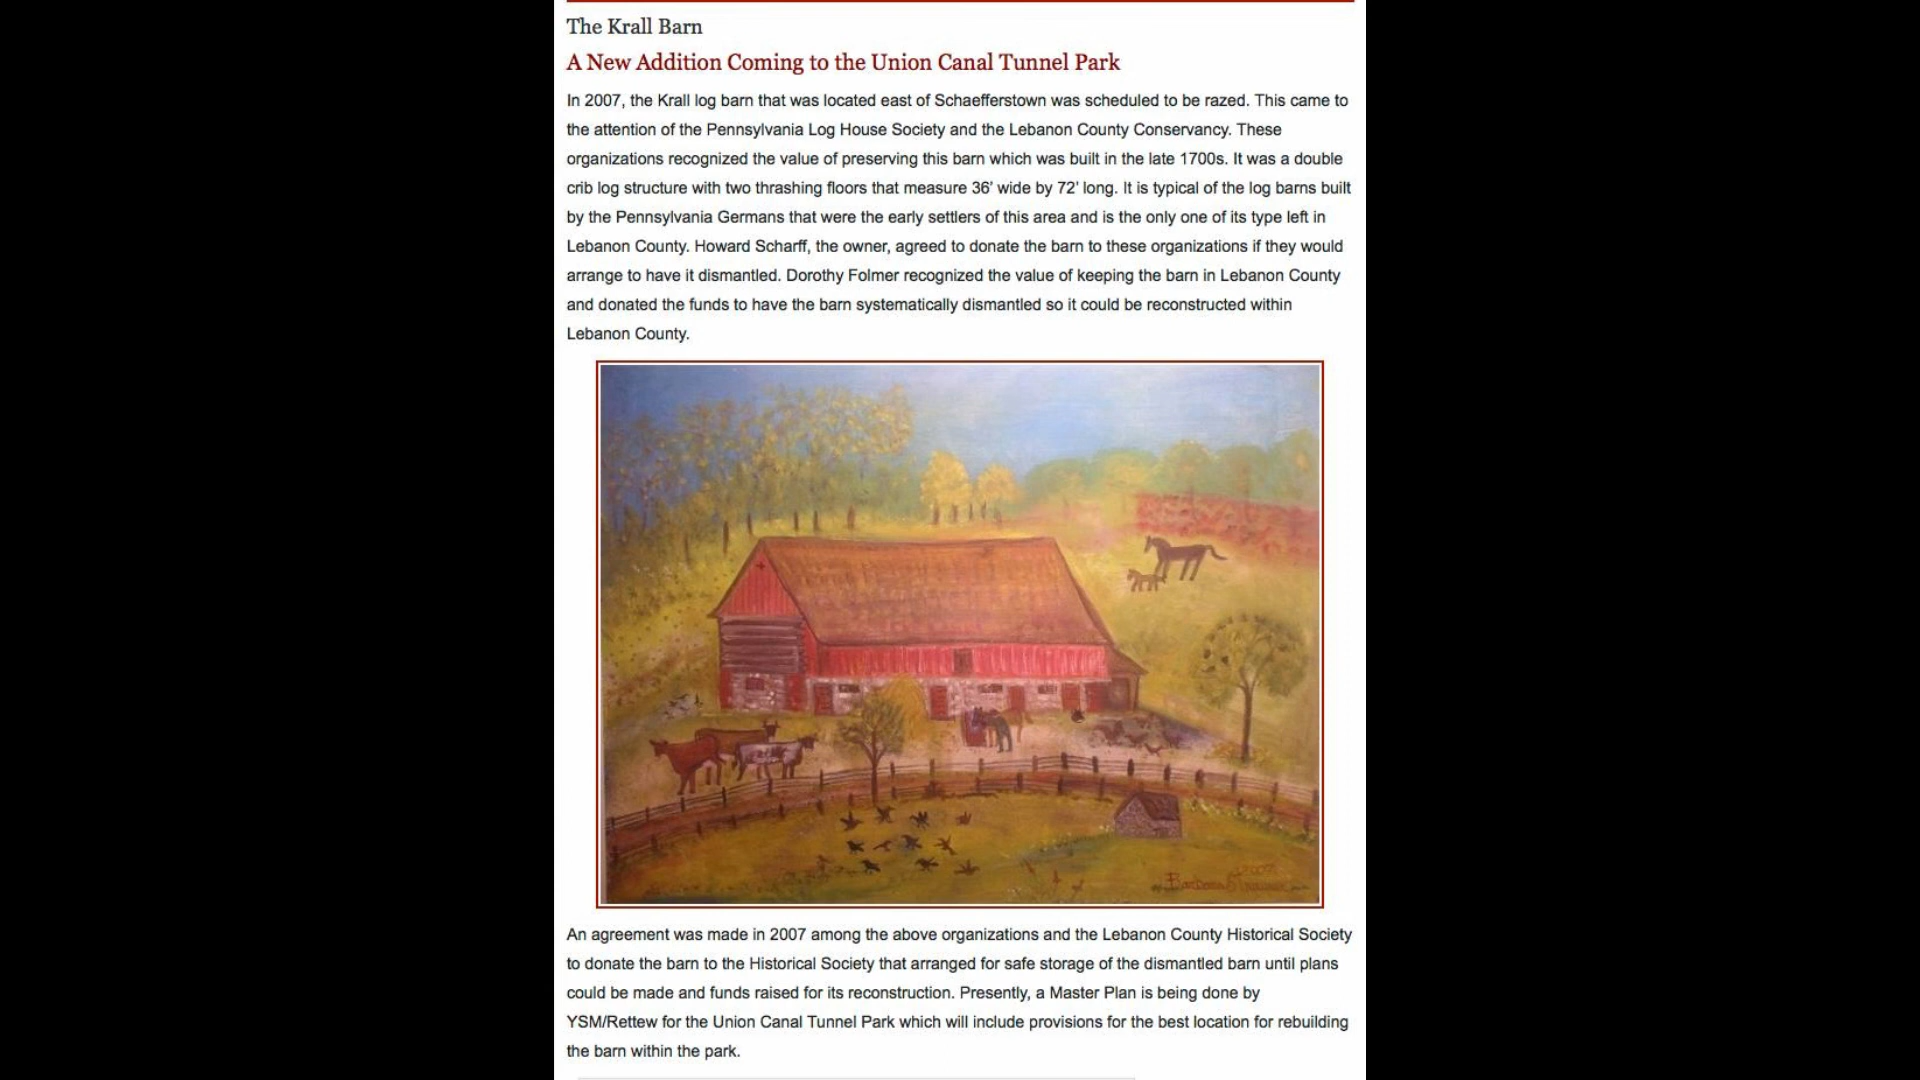 The Krall Barn
A New Addition Coming to the Union Canal Tunnel Park
In 2007, the Krall log barn that was located east of Schaefferstown was scheduled to be razed. This came to
the attention of the Pennsylvania Log House Society and the Lebanon County Conservancy. These
organizations recognized the value of preserving this barn which was built in the late 1700s. It was a double
crib log structure with two thrashing floors that measure 36' wide by 72' long. It is typical of the log barns built
by the Pennsylvania Germans that were the early settlers of this area and is the only one of its type left in
Lebanon County. Howard Scharff, the owner, agreed to donate the barn to these organizations if they would
arrange to have it dismantled. Dorothy Folmer recognized the value of keeping the barn in Lebanon County
and donated the funds to have the barn systematically dismantled so it could be reconstructed within
Lebanon County.
2007
Barbara
An agreement was made in 2007 among the above organizations and the Lebanon County Historical Society
to donate the barn to the Historical Society that arranged for safe storage of the dismantled barn until plans
could be made and funds raised for its reconstruction. Presently, a Master Plan is being done by
YSM/Rettew for the Union Canal Tunnel Park which will include provisions for the best location for rebuilding
the barn within the park.